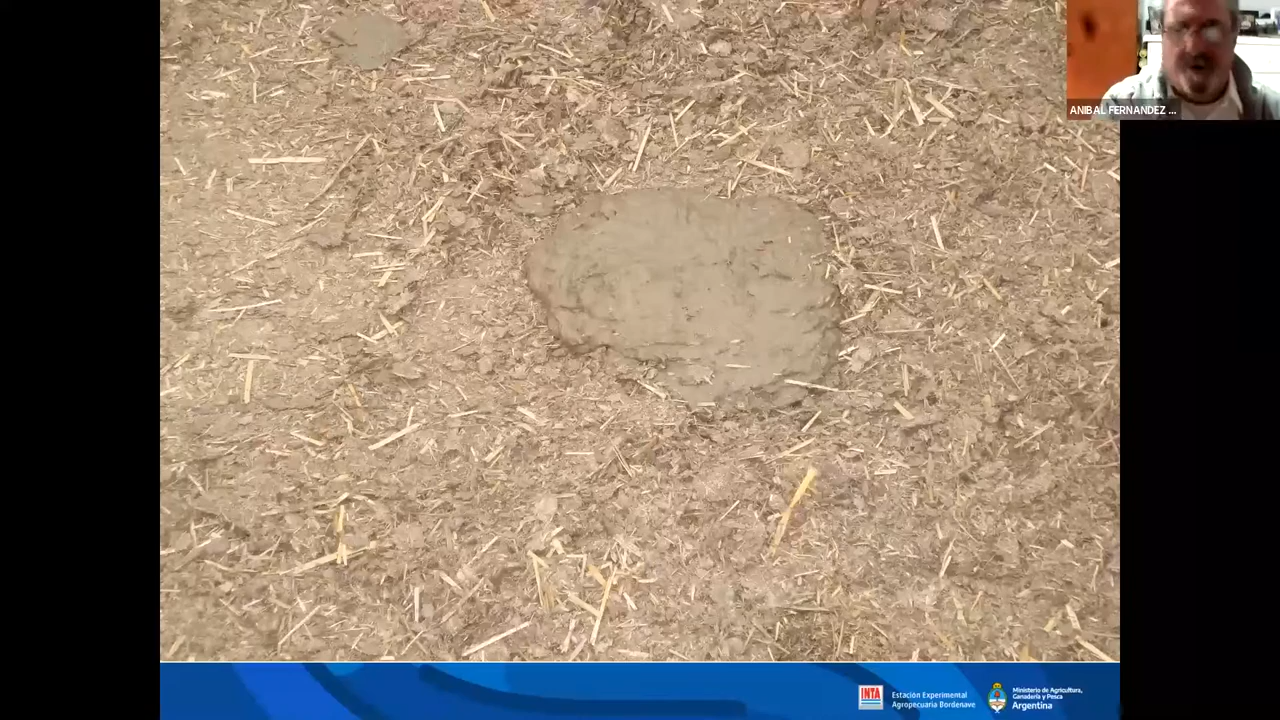 ANIBAL FERNANDEZ ...
INTA
Estación Experimental
Agropecuaria Bordenave
Ministerio de Agricultura,
Ganadería y Pesca
Argentina